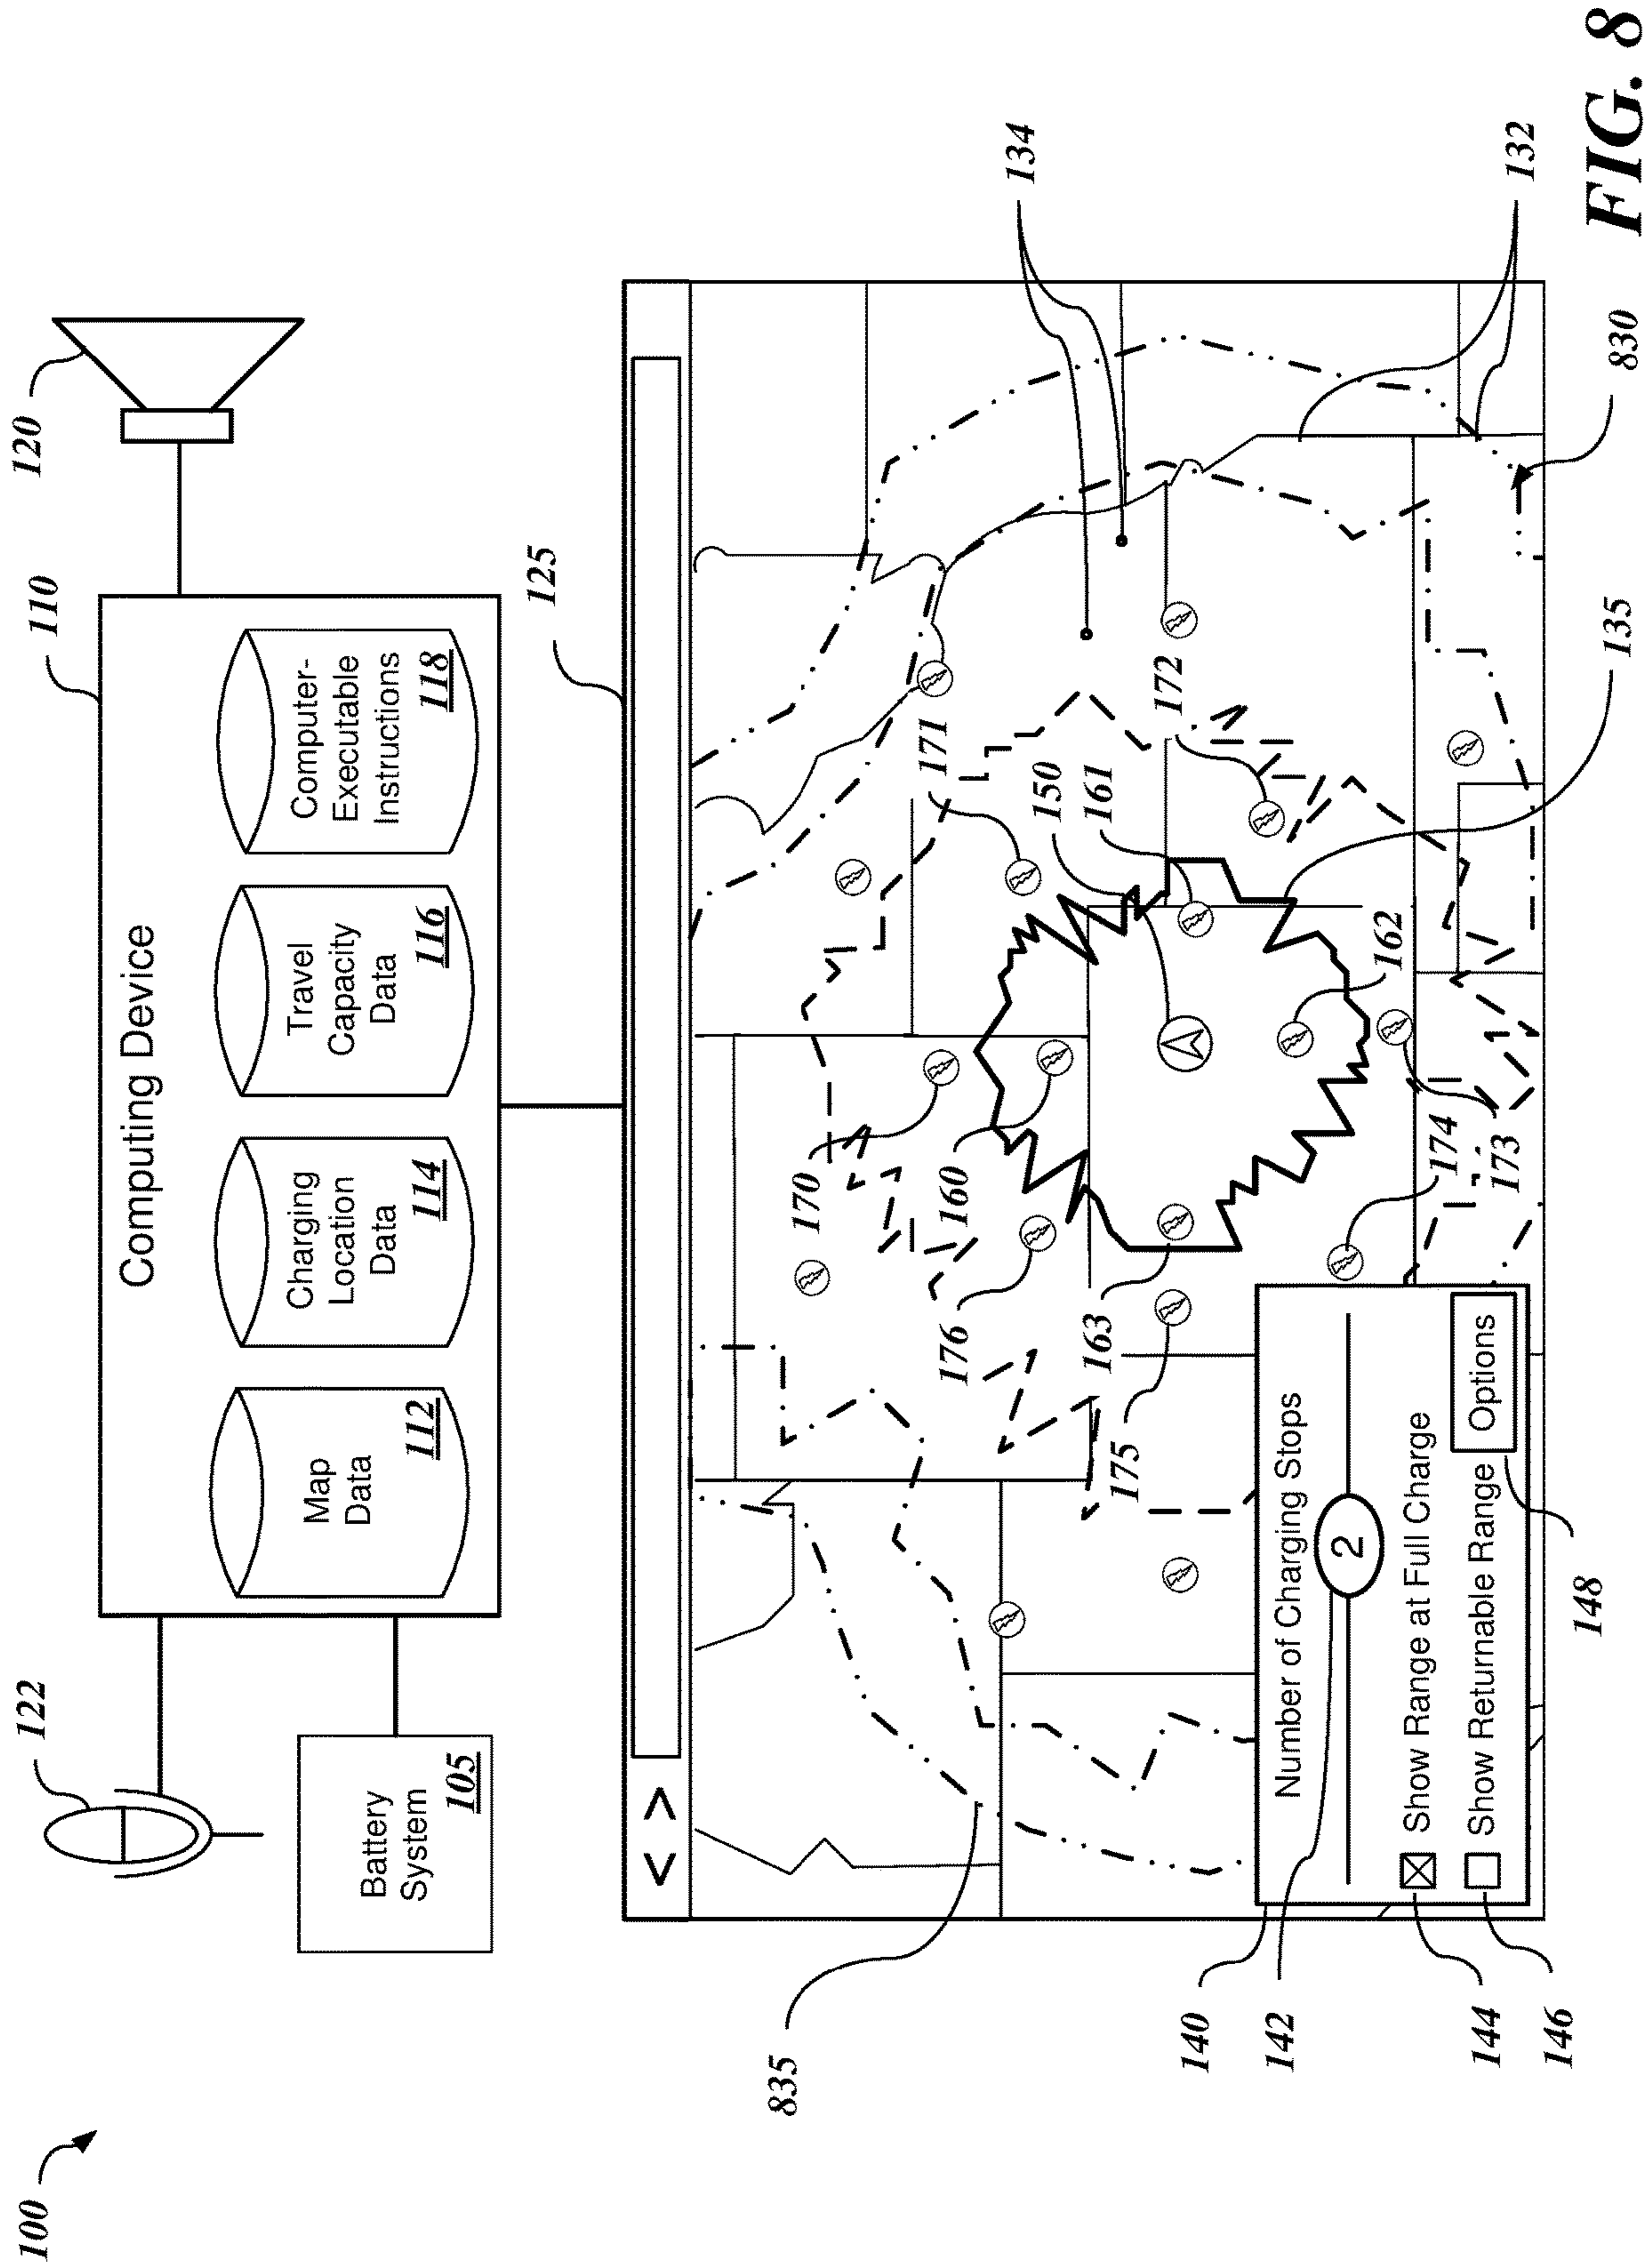 100
122
110
120
Computing Device
Map
Data
112
Charging
Location
Data
114
Travel
Capacity
Data
116
Computer-
Executable
Instructions
118
Battery
System
105
125
< >
835
134
132
830
135
170
160
176
163
175
171
150
161
172
162
174
173
140
142
144
146
148
Number of Charging Stops
2
Show Range at Full Charge
Show Returnable Range
Options
FIG. 8